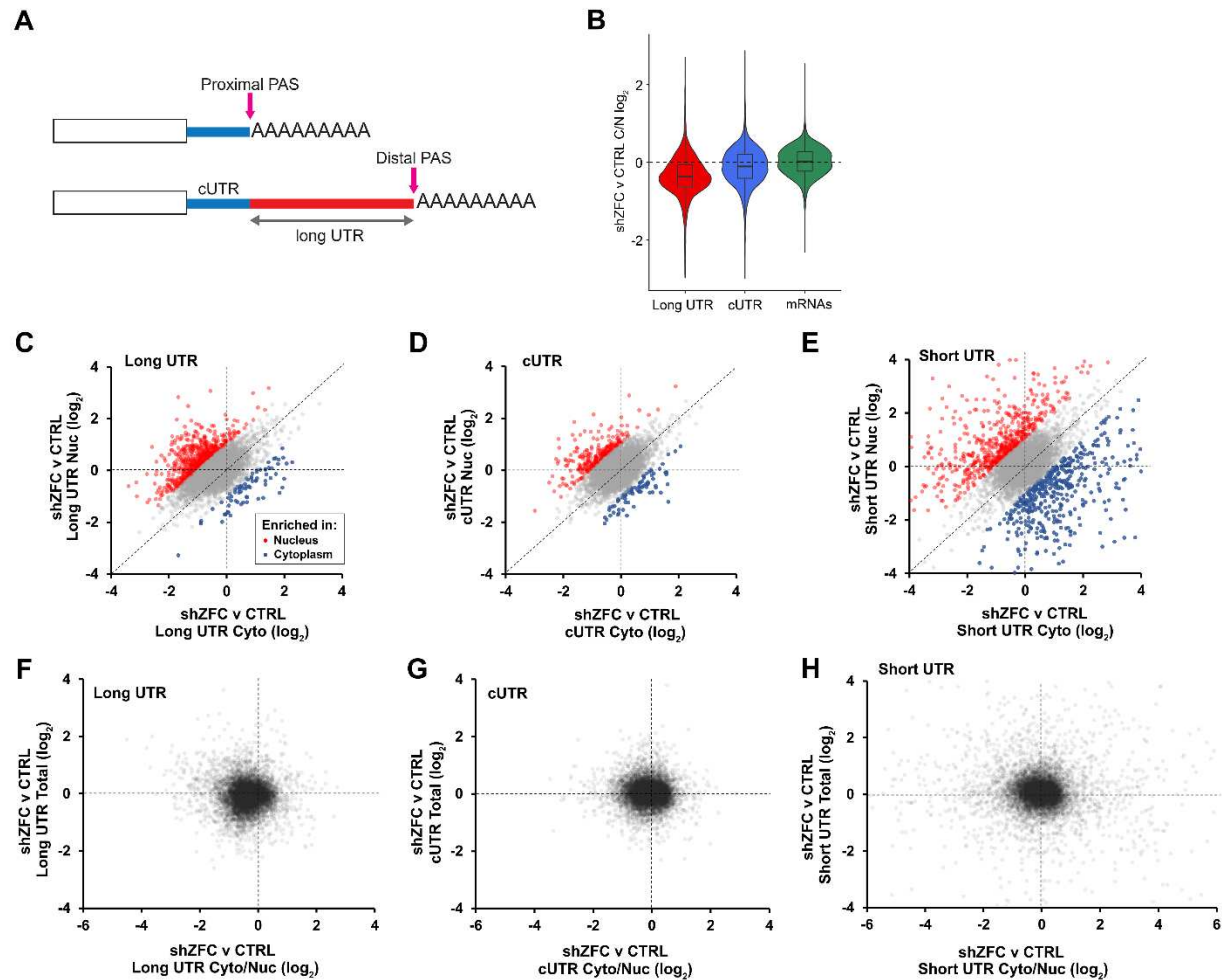 A
Proximal PAS
AAAAAAAAA
Distal PAS
cUTR
AAAAAAAAA
long UTR
B
shZFC v CTRL C/N log2
2
0
-2
Long UTR
cUTR
mRNAs
C
Long UTR
shZFC v CTRL
Long UTR Nuc (log2)
4
2
0
-2
-4
Enriched in:
Nucleus
Cytoplasm
-4 -2 0 2 4
shZFC v CTRL
Long UTR Cyto (log2)
D
cUTR
shZFC v CTRL
cUTR Nuc (log2)
4
2
0
-2
-4
-4 -2 0 2 4
shZFC v CTRL
cUTR Cyto (log2)
E
Short UTR
shZFC v CTRL
Short UTR Nuc (log2)
4
2
0
-2
-4
-4 -2 0 2 4
shZFC v CTRL
Short UTR Cyto (log2)
F
Long UTR
shZFC v CTRL
Long UTR Total (log2)
4
2
0
-2
-4
-6 -4 -2 0 2 4
shZFC v CTRL
Long UTR Cyto/Nuc (log2)
G
cUTR
shZFC v CTRL
cUTR Total (log2)
4
2
0
-2
-4
-6 -4 -2 0 2 4
shZFC v CTRL
cUTR Cyto/Nuc (log2)
H
Short UTR
shZFC v CTRL
Short UTR Total (log2)
4
2
0
-2
-4
-6 -4 -2 0 2 4 6
shZFC v CTRL
Short UTR Cyto/Nuc (log2)